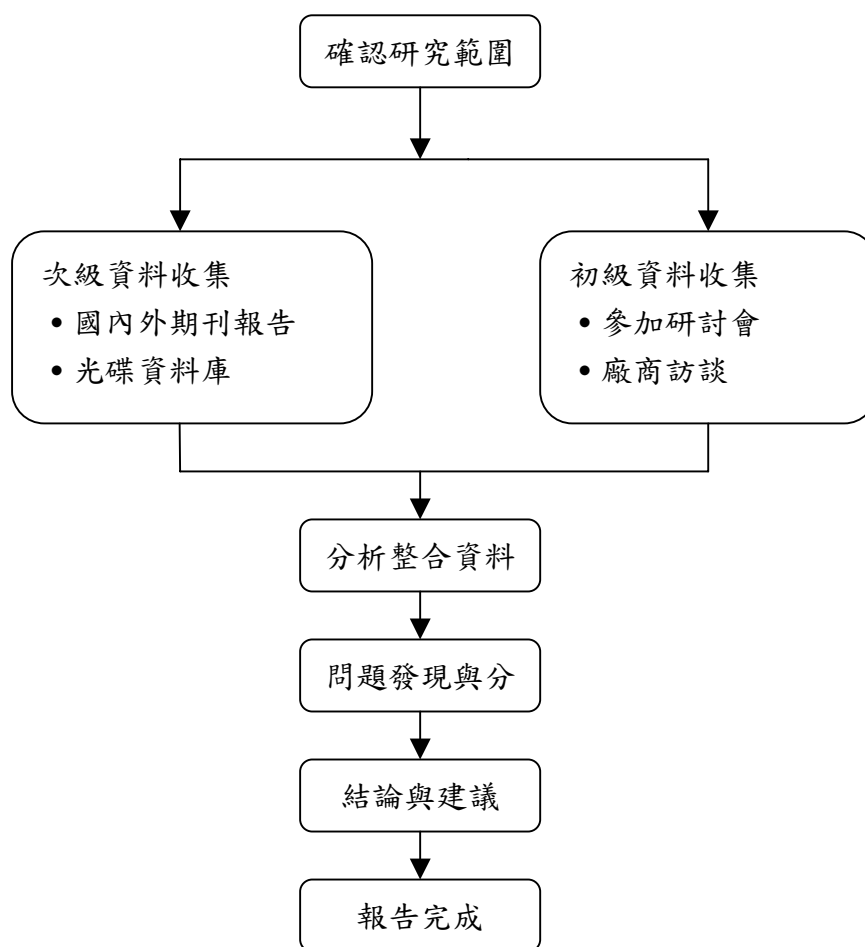 確認研究範圍
次級資料收集
• 國內外期刊報告
• 光碟資料庫
初級資料收集
• 參加研討會
• 廠商訪談
分析整合資料
問題發現與分
結論與建議
報告完成